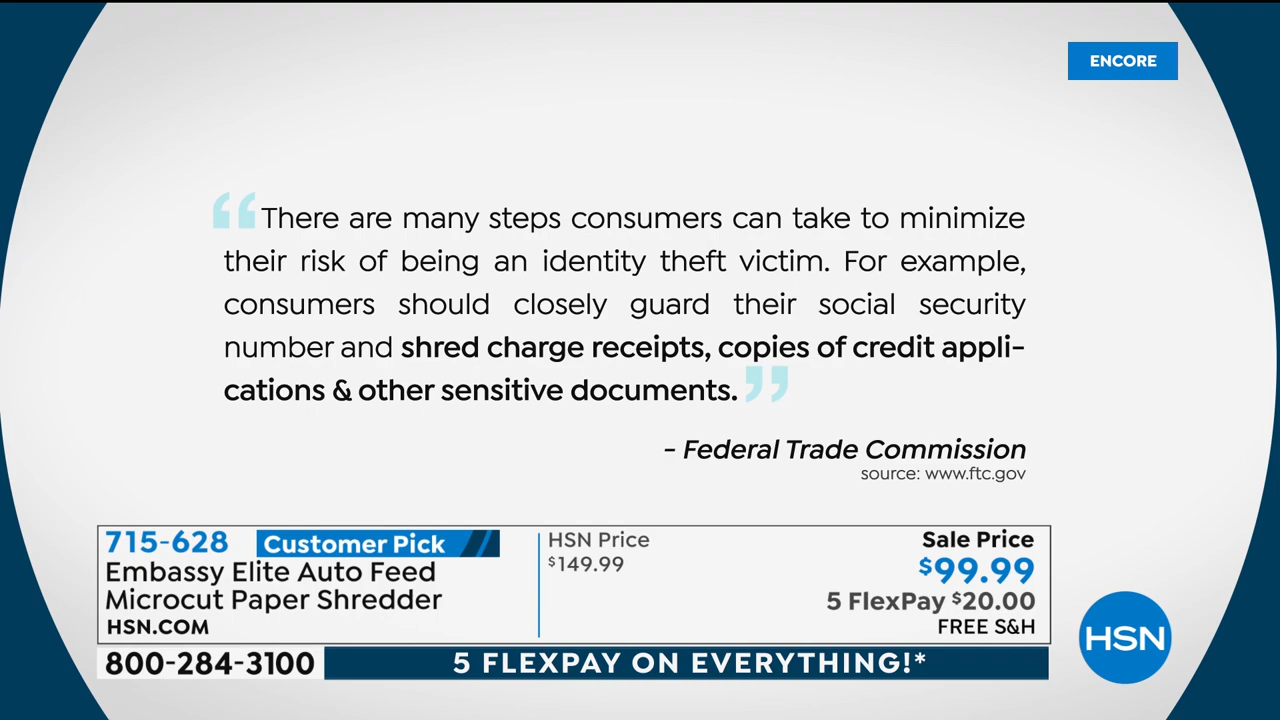 ENCORE
“There are many steps consumers can take to minimize
their risk of being an identity theft victim. For example,
consumers should closely guard their social security
number and shred charge receipts, copies of credit appli-
cations & other sensitive documents.”
- Federal Trade Commission
source: www.ftc.gov
715-628 Customer Pick
Embassy Elite Auto Feed
Microcut Paper Shredder
HSN.COM
HSN Price
$149.99
Sale Price
$99.99
5 FlexPay $20.00
FREE S&H
HSN
800-284-3100 5 FLEXPAY ON EVERYTHING!*